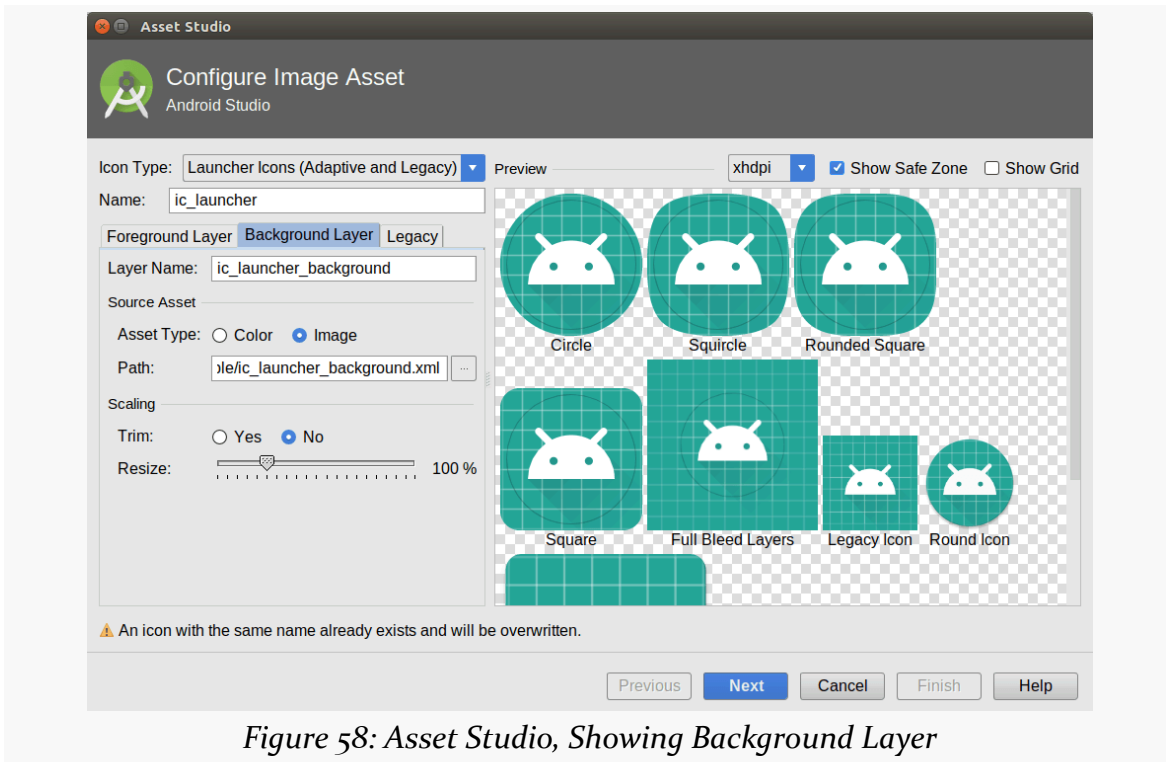 Asset Studio
Configure Image Asset
Android Studio
Icon Type: Launcher Icons (Adaptive and Legacy) Preview xhdpi Show Safe Zone Show Grid
Name: ic_launcher
Foreground Layer Background Layer Legacy
Layer Name: ic_launcher_background
Source Asset
Asset Type: Color Image
Path: ole/ic_launcher_background.xml ...
Scaling
Trim: Yes No
Resize: 100 %
Circle Squircle Rounded Square
Square Full Bleed Layers Legacy Icon Round Icon
An icon with the same name already exists and will be overwritten.
Previous Next Cancel Finish Help
Figure 58: Asset Studio, Showing Background Layer